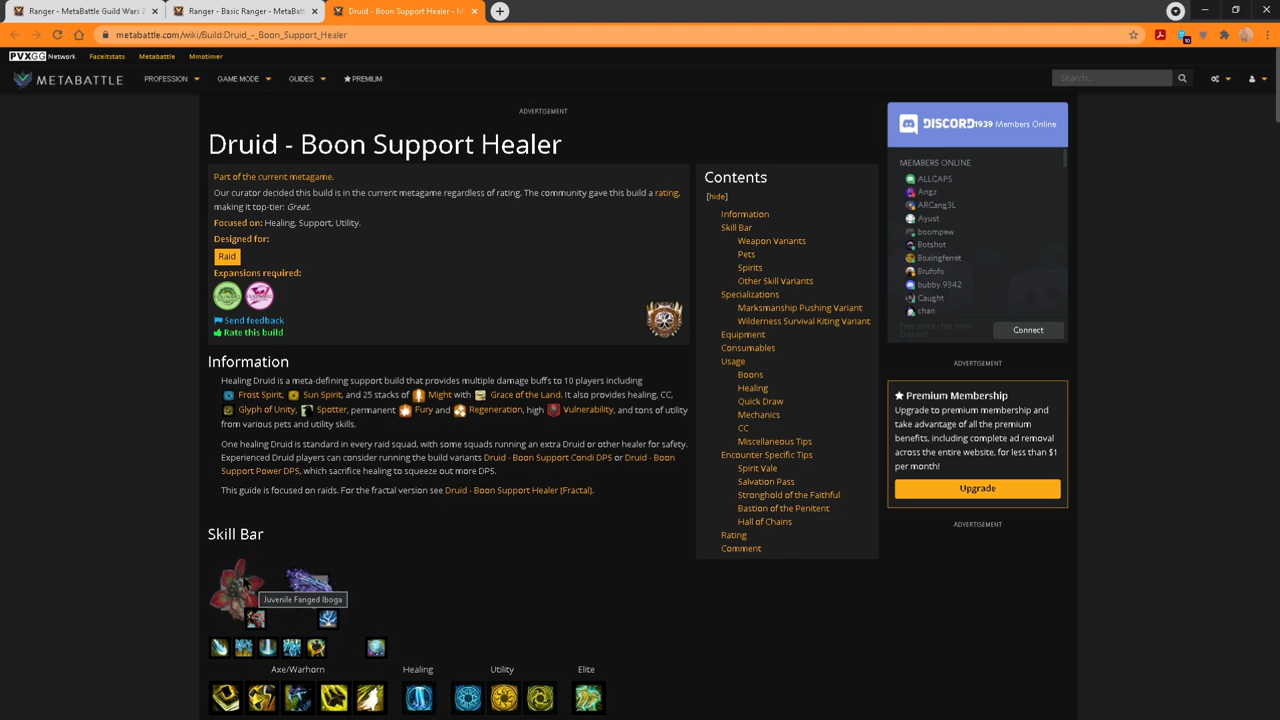 Ranger - MetaBattle Guild Wars 2
Ranger - Basic Ranger - MetaBatt
Druid - Boon Support Healer - M
metabattle.com/wiki/Build:Druid_-_Boon_Support_Healer
10
PVXGG Network
Faceitstats
Metabattle
Mmotimer
METABATTLE
PROFESSION
GAME MODE
GUIDES
PREMIUM
Search...
ADVERTISEMENT
Druid - Boon Support Healer
Part of the current metagame.
Our curator decided this build is in the current metagame regardless of rating. The community gave this build a rating,
making it top-tier: Great.
Focused on: Healing, Support, Utility.
Designed for:
Raid
Expansions required:
Send feedback
Rate this build
Information
Healing Druid is a meta-defining support build that provides multiple damage buffs to 10 players including
Frost Spirit, Sun Spirit, and 25 stacks of Might with Grace of the Land. It also provides healing, CC,
Glyph of Unity, Spotter, permanent Fury and Regeneration, high Vulnerability, and tons of utility
from various pets and utility skills.
One healing Druid is standard in every raid squad, with some squads running an extra Druid or other healer for safety.
Experienced Druid players can consider running the build variants Druid - Boon Support Condi DPS or Druid - Boon
Support Power DPS, which sacrifice healing to squeeze out more DPS.
This guide is focused on raids. For the fractal version see Druid - Boon Support Healer [Fractal].
Skill Bar
Juvenile Fanged Iboga
Axe/Warhorn
Healing
Utility
Elite
Contents
[hide]
Information
Skill Bar
Weapon Variants
Pets
Spirits
Other Skill Variants
Specializations
Marksmanship Pushing Variant
Wilderness Survival Kiting Variant
Equipment
Consumables
Usage
Boons
Healing
Quick Draw
Mechanics
CC
Miscellaneous Tips
Encounter Specific Tips
Spirit Vale
Salvation Pass
Stronghold of the Faithful
Bastion of the Penitent
Hall of Chains
Rating
Comment
DISCORD 1939 Members Online
MEMBERS ONLINE
ALLCAPS
Angz
ARCang3L
Ayust
boompew
Botshot
Boxingferret
Brufofo
bubby.9342
Caught
chan
Free voice chat from
Discord
Connect
ADVERTISEMENT
Premium Membership
Upgrade to premium membership and
take advantage of all the premium
benefits, including complete ad removal
across the entire website, for less than $1
per month!
Upgrade
ADVERTISEMENT